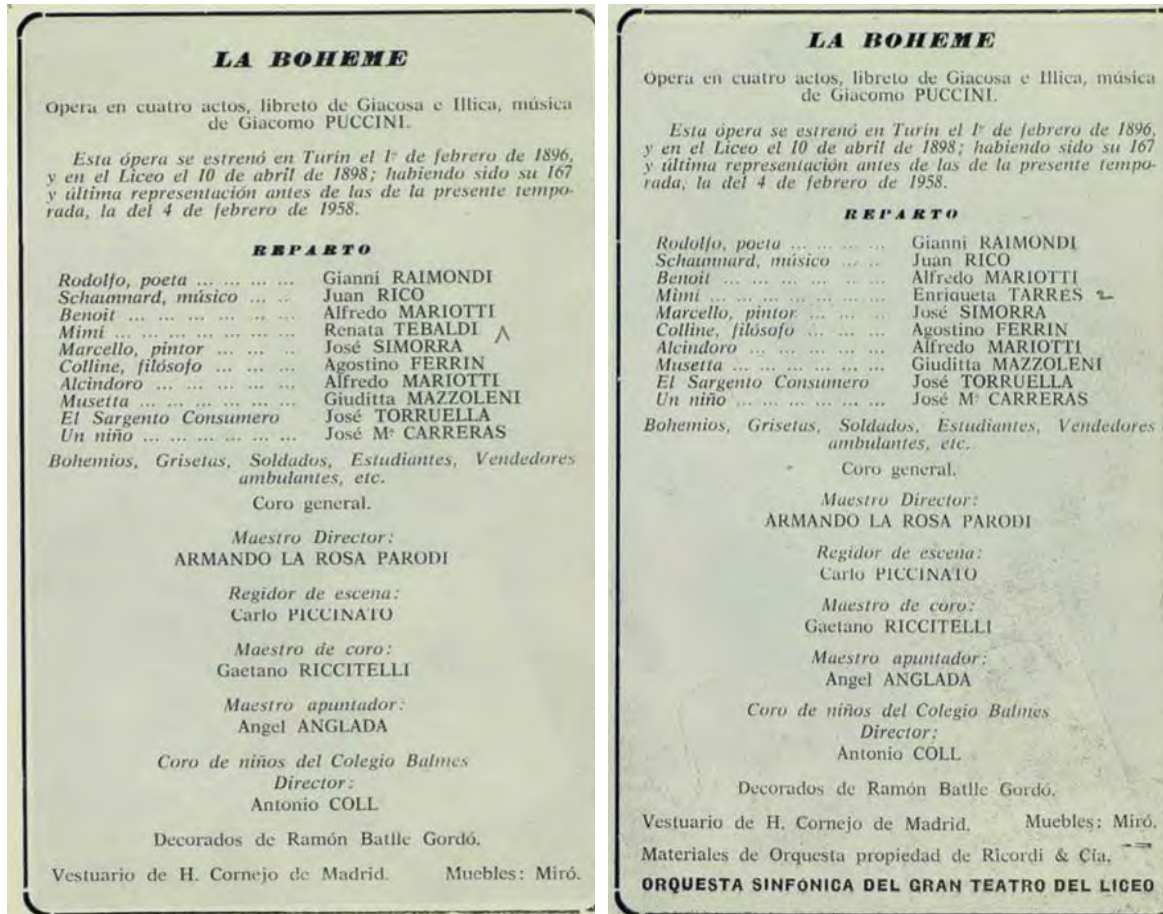 LA BOHEME
Opera en cuatro actos, libreto de Giacosa e Illica, música
de Giacomo PUCCINI.
Esta ópera se estrenó en Turín el 1º de febrero de 1896,
y en el Liceo el 10 de abril de 1898; habiendo sido su 167
y última representación antes de las de la presente tempo-
rada, la del 4 de febrero de 1958.
REPARTO
Rodolfo, poeta ... ... ... ... Gianni RAIMONDI
Schaunnard, músico ... .. Juan RICO
Benoit ... ... ... ... ... ... ... Alfredo MARIOTTI
Mimí ... ... ... ... ... ... ... Renata TEBALDI
Marcello, pintor ... ... .. José SIMORRA
Colline, filósofo ... ... ... Agostino FERRIN
Alcindoro ... ... ... ... ... Alfredo MARIOTTI
Musetta ... ... ... ... ... ... Giuditta MAZZOLENI
El Sargento Consumero José TORRUELLA
Un niño ... ... ... ... ... ... José Mª CARRERAS
Bohemios, Grisetas, Soldados, Estudiantes, Vendedores
ambulantes, etc.
Coro general.
Maestro Director:
ARMANDO LA ROSA PARODI
Regidor de escena:
Carlo PICCINATO
Maestro de coro:
Gaetano RICCITELLI
Maestro apuntador:
Angel ANGLADA
Coro de niños del Colegio Balmes
Director:
Antonio COLL
Decorados de Ramón Batlle Gordó.
Vestuario de H. Cornejo de Madrid. Muebles: Miró.
LA BOHEME
Opera en cuatro actos, libreto de Giacosa e Illica, música
de Giacomo PUCCINI.
Esta ópera se estrenó en Turín el 1º de febrero de 1896,
y en el Liceo el 10 de abril de 1898; habiendo sido su 167
y última representación antes de las de la presente tempo-
rada, la del 4 de febrero de 1958.
REPARTO
Rodolfo, poeta ... ... ... ... Gianni RAIMONDI
Schaunnard, músico ... .. Juan RICO
Benoit ... ... ... ... ... ... ... Alfredo MARIOTTI
Mimí ... ... ... ... ... ... ... Enriqueta TARRES 2
Marcello, pintor ... ... .. José SIMORRA
Colline, filósofo ... ... ... Agostino FERRIN
Alcindoro ... ... ... ... ... Alfredo MARIOTTI
Musetta ... ... ... ... ... ... Giuditta MAZZOLENI
El Sargento Consumero José TORRUELLA
Un niño ... ... ... ... ... ... José Mª CARRERAS
Bohemios, Grisetas, Soldados, Estudiantes, Vendedores
ambulantes, etc.
Coro general.
Maestro Director:
ARMANDO LA ROSA PARODI
Regidor de escena:
Carlo PICCINATO
Maestro de coro:
Gaetano RICCITELLI
Maestro apuntador:
Angel ANGLADA
Coro de niños del Colegio Balmes
Director:
Antonio COLL
Decorados de Ramón Batlle Gordó.
Vestuario de H. Cornejo de Madrid. Muebles: Miró.
Materiales de Orquesta propiedad de Ricordi & Cía.
ORQUESTA SINFONICA DEL GRAN TEATRO DEL LICEO